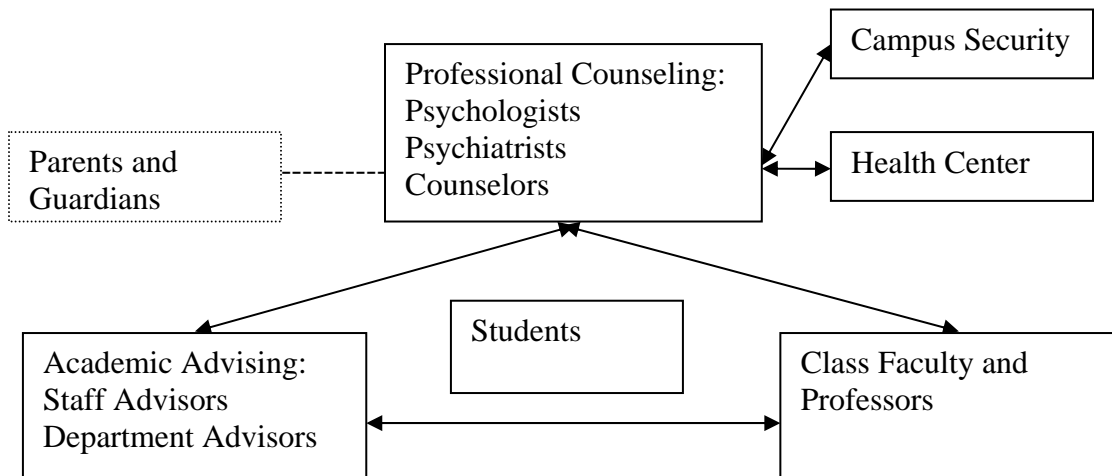 Campus Security
Professional Counseling:
Psychologists
Psychiatrists
Counselors
Parents and
Guardians
Health Center
Students
Academic Advising:
Staff Advisors
Department Advisors
Class Faculty and
Professors